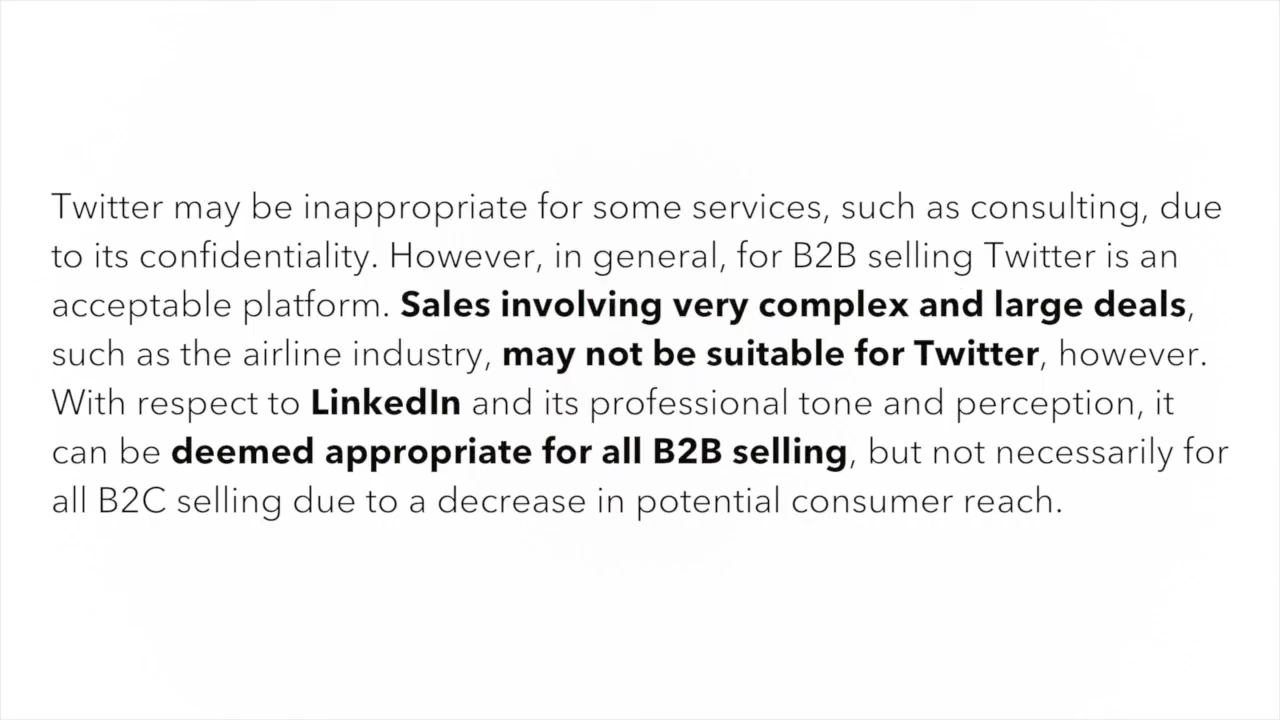 Twitter may be inappropriate for some services, such as consulting, due
to its confidentiality. However, in general, for B2B selling Twitter is an
acceptable platform. Sales involving very complex and large deals,
such as the airline industry, may not be suitable for Twitter, however.
With respect to LinkedIn and its professional tone and perception, it
can be deemed appropriate for all B2B selling, but not necessarily for
all B2C selling due to a decrease in potential consumer reach.